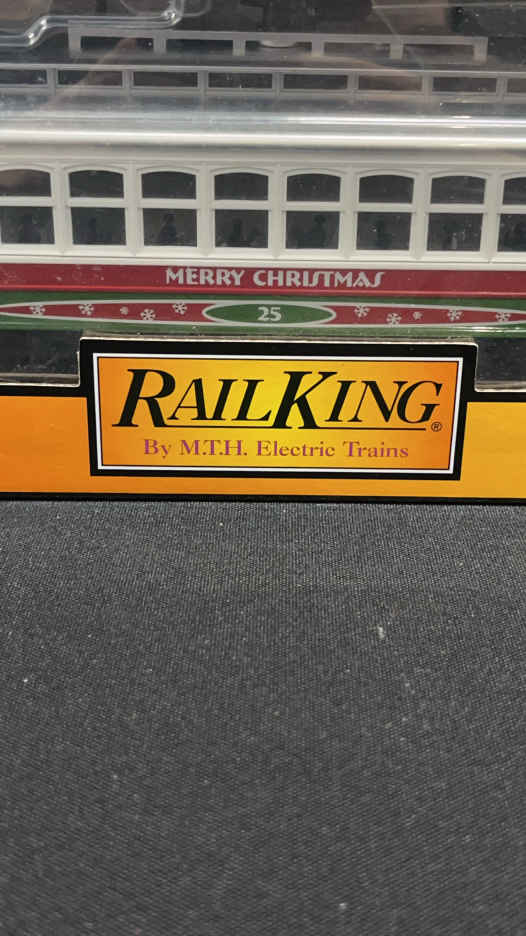 MERRY CHRISTMAS
25
RAILKING®
By M.T.H. Electric Trains